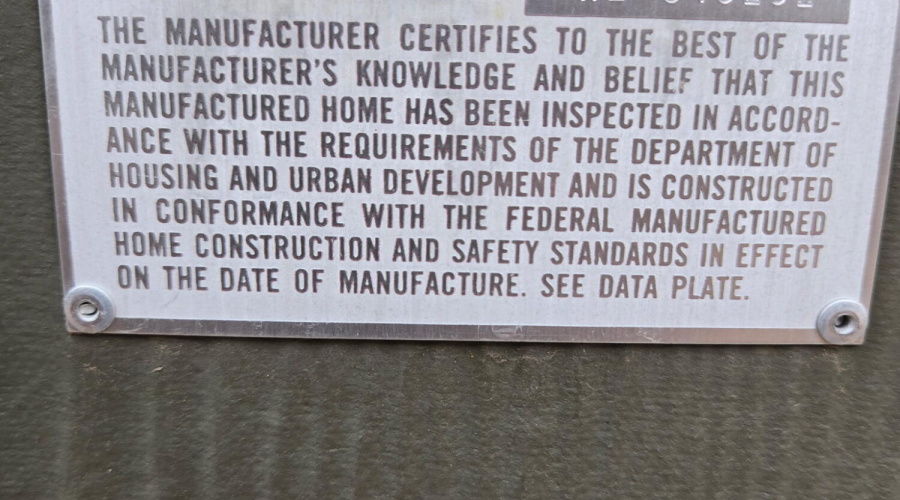 THE MANUFACTURER CERTIFIES TO THE BEST OF THE
MANUFACTURER'S KNOWLEDGE AND BELIEF THAT THIS
MANUFACTURED HOME HAS BEEN INSPECTED IN ACCORD-
ANCE WITH THE REQUIREMENTS OF THE DEPARTMENT OF
HOUSING AND URBAN DEVELOPMENT AND IS CONSTRUCTED
IN CONFORMANCE WITH THE FEDERAL MANUFACTURED
HOME CONSTRUCTION AND SAFETY STANDARDS IN EFFECT
ON THE DATE OF MANUFACTURE. SEE DATA PLATE.